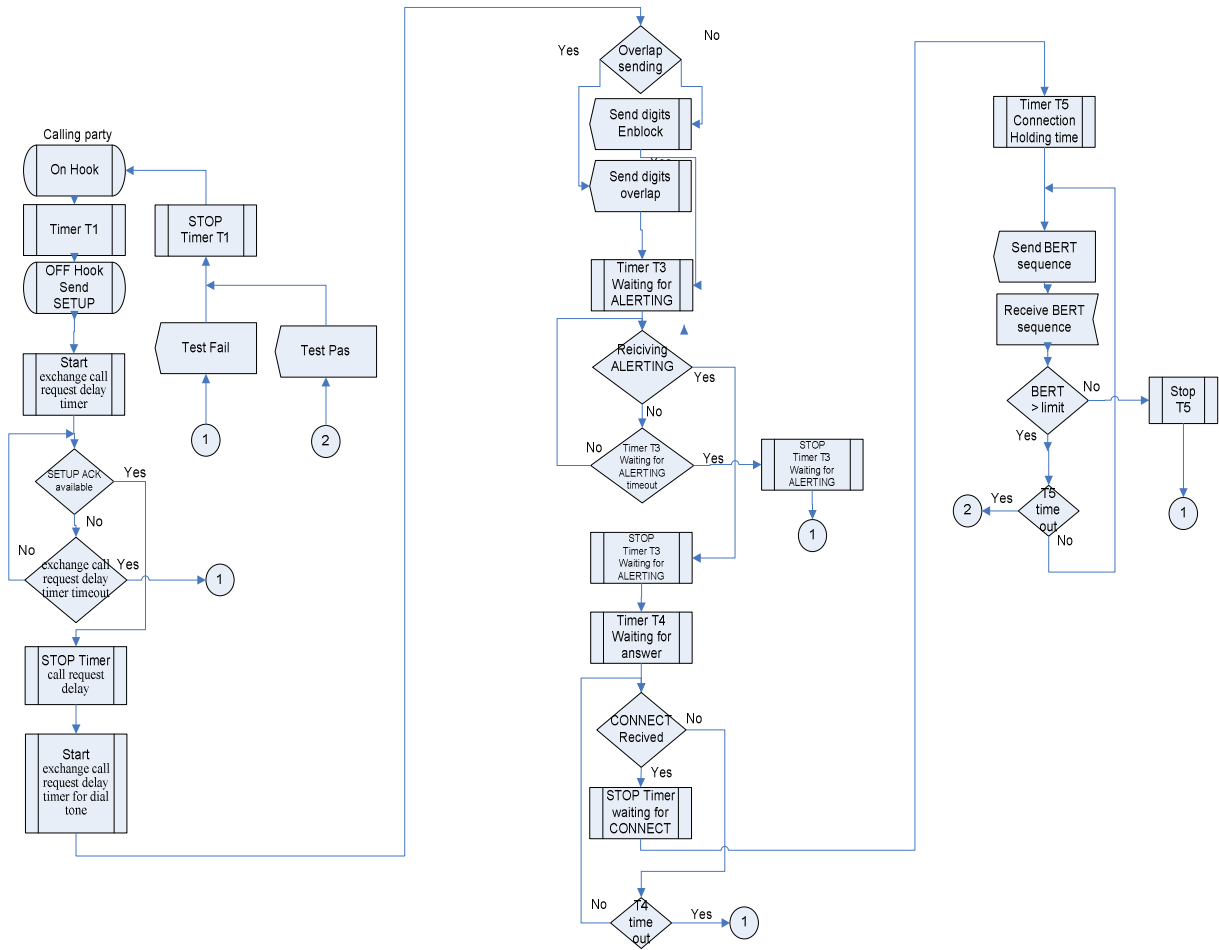 Calling party
On Hook
Timer T1
OFF Hook
Send
SETUP
Start
exchange call
request delay
timer
SETUP ACK
available
Yes
No
No
exchange call
request delay
timer timeout
Yes
1
STOP Timer
call request
delay
Start
exchange call
request delay
timer for dial
tone
STOP
Timer T1
Test Fail
Test Pas
1
2
Overlap
sending
Yes
No
Send digits
Enblock
Send digits
overlap
Timer T3
Waiting for
ALERTING
Reiciving
ALERTING
Yes
No
No
Timer T3
Waiting for
ALERTING
timeout
Yes
STOP
Timer T3
Waiting for
ALERTING
1
STOP
Timer T3
Waiting for
ALERTING
Timer T4
Waiting for
answer
CONNECT
Recived
No
Yes
STOP Timer
waiting for
CONNECT
No
T4
time
out
Yes
1
Timer T5
Connection
Holding time
Send BERT
sequence
Receive BERT
sequence
BERT
> limit
No
Yes
Stop
T5
1
T5
time
out
Yes
2
No